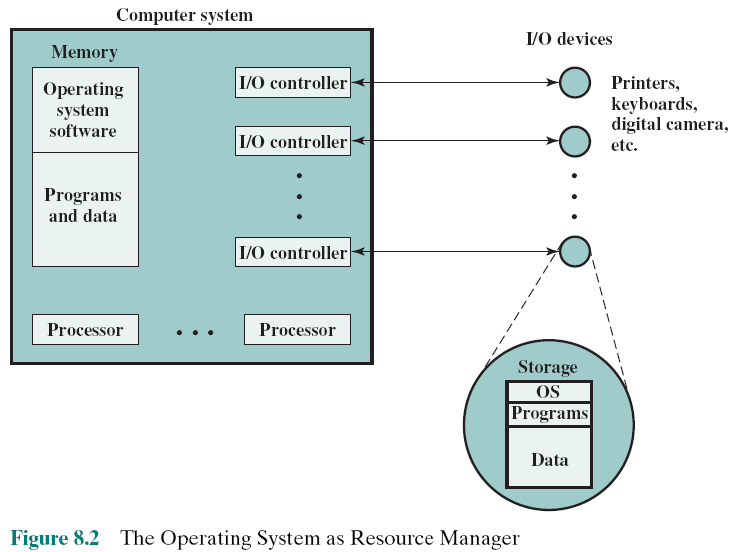 Computer system
I/O devices
Memory
Operating
system
software
Programs
and data
I/O controller
I/O controller
I/O controller
Printers,
keyboards,
digital camera,
etc.
Processor
Processor
Storage
OS
Programs
Data
Figure 8.2 The Operating System as Resource Manager